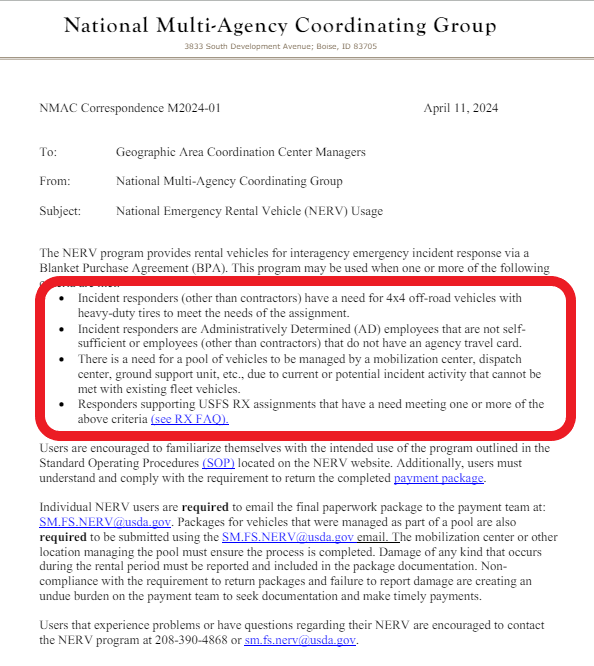 National Multi-Agency Coordinating Group
3833 South Development Avenue; Boise, ID 83705
NMAC Correspondence M2024-01 April 11, 2024
To: Geographic Area Coordination Center Managers
From: National Multi-Agency Coordinating Group
Subject: National Emergency Rental Vehicle (NERV) Usage
The NERV program provides rental vehicles for interagency emergency incident response via a
Blanket Purchase Agreement (BPA). This program may be used when one or more of the following
• Incident responders (other than contractors) have a need for 4x4 off-road vehicles with
heavy-duty tires to meet the needs of the assignment.
• Incident responders are Administratively Determined (AD) employees that are not self-
sufficient or employees (other than contractors) that do not have an agency travel card.
• There is a need for a pool of vehicles to be managed by a mobilization center, dispatch
center, ground support unit, etc., due to current or potential incident activity that cannot be
met with existing fleet vehicles.
• Responders supporting USFS RX assignments that have a need meeting one or more of the
above criteria (see RX FAQ).
Users are encouraged to familiarize themselves with the intended use of the program outlined in the
Standard Operating Procedures (SOP) located on the NERV website. Additionally, users must
understand and comply with the requirement to return the completed payment package.
Individual NERV users are required to email the final paperwork package to the payment team at:
SM.FS.NERV@usda.gov. Packages for vehicles that were managed as part of a pool are also
required to be submitted using the SM.FS.NERV@usda.gov email. The mobilization center or other
location managing the pool must ensure the process is completed. Damage of any kind that occurs
during the rental period must be reported and included in the package documentation. Non-
compliance with the requirement to return packages and failure to report damage are creating an
undue burden on the payment team to seek documentation and make timely payments.
Users that experience problems or have questions regarding their NERV are encouraged to contact
the NERV program at 208-390-4868 or sm.fs.nerv@usda.gov.